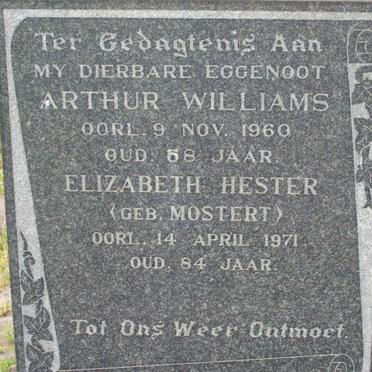 Ter Gedagtenis Aan
MY DIERBARE EGGENOOT
ARTHUR WILLIAMS
OORL. 9 NOV. 1960
OUD. 68 JAAR.
ELIZABETH HESTER
(GEB. MOSTERT)
OORL. 14 APRIL 1971
OUD. 84 JAAR.
Tot Ons Weer Ontmoet.